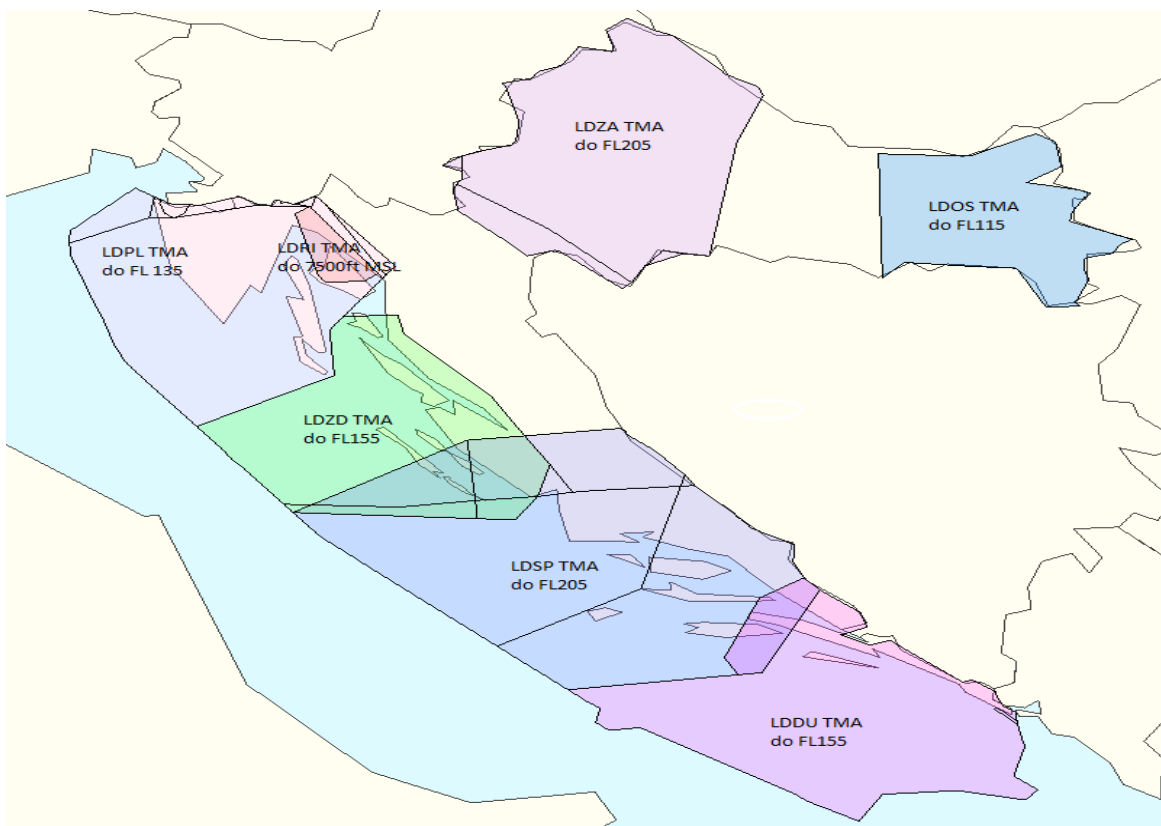 LDZA TMA
do FL205
LDOS TMA
do FL115
LDPL TMA
do FL 135
LDRI TMA
do 7500ft MSL
LDZD TMA
do FL155
LDSP TMA
do FL205
LDDU TMA
do FL155